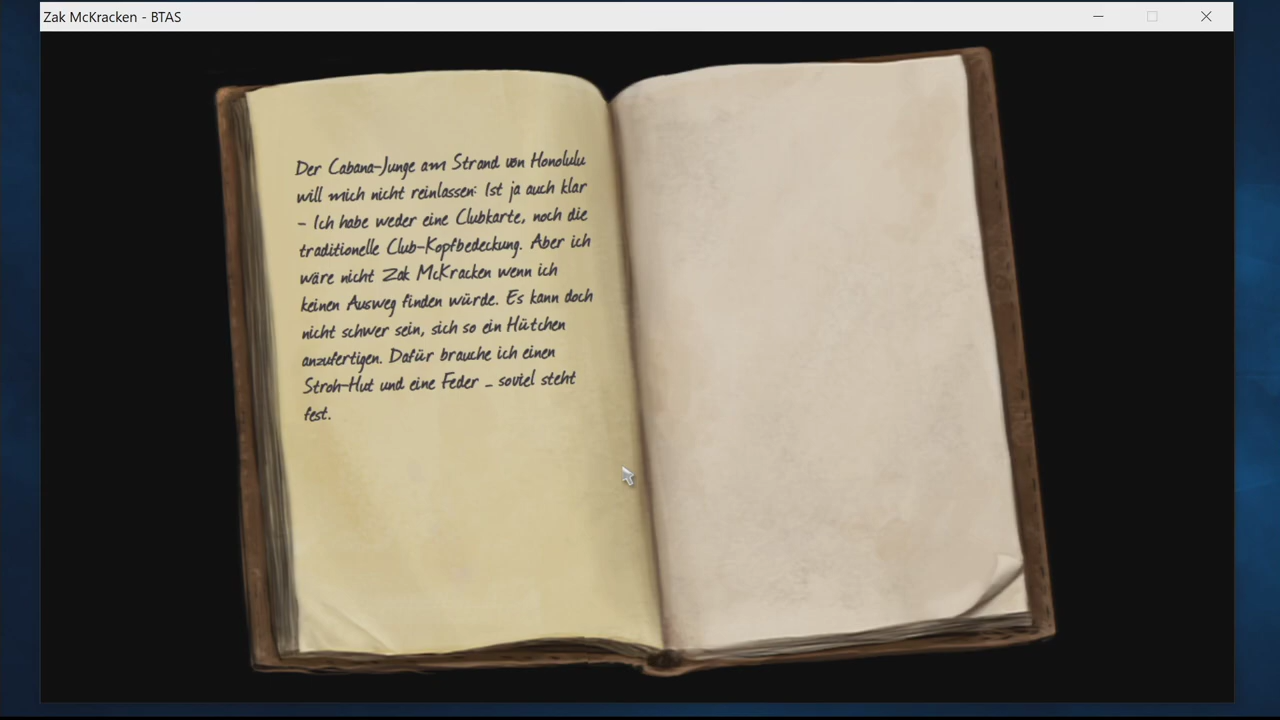 Zak McKracken - BTAS
Der Cabana-Junge am Strand von Honolulu
will mich nicht reinlassen: Ist ja auch klar
- Ich habe weder eine Clubkarte, noch die
traditionelle Club-Kopfbedeckung. Aber ich
wäre nicht Zak McKracken wenn ich
keinen Ausweg finden würde. Es kann doch
nicht schwer sein, sich so ein Hütchen
anzufertigen. Dafür brauche ich einen
Stroh-Hut und eine Feder - soviel steht
fest.